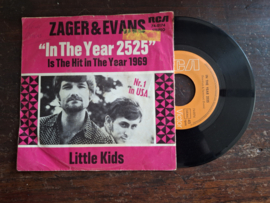 ZAGER & EVANS
RCA
"In The Year 2525"
Is The Hit in The Year 1969
Nr. 1
in USA.
Little Kids
RCA